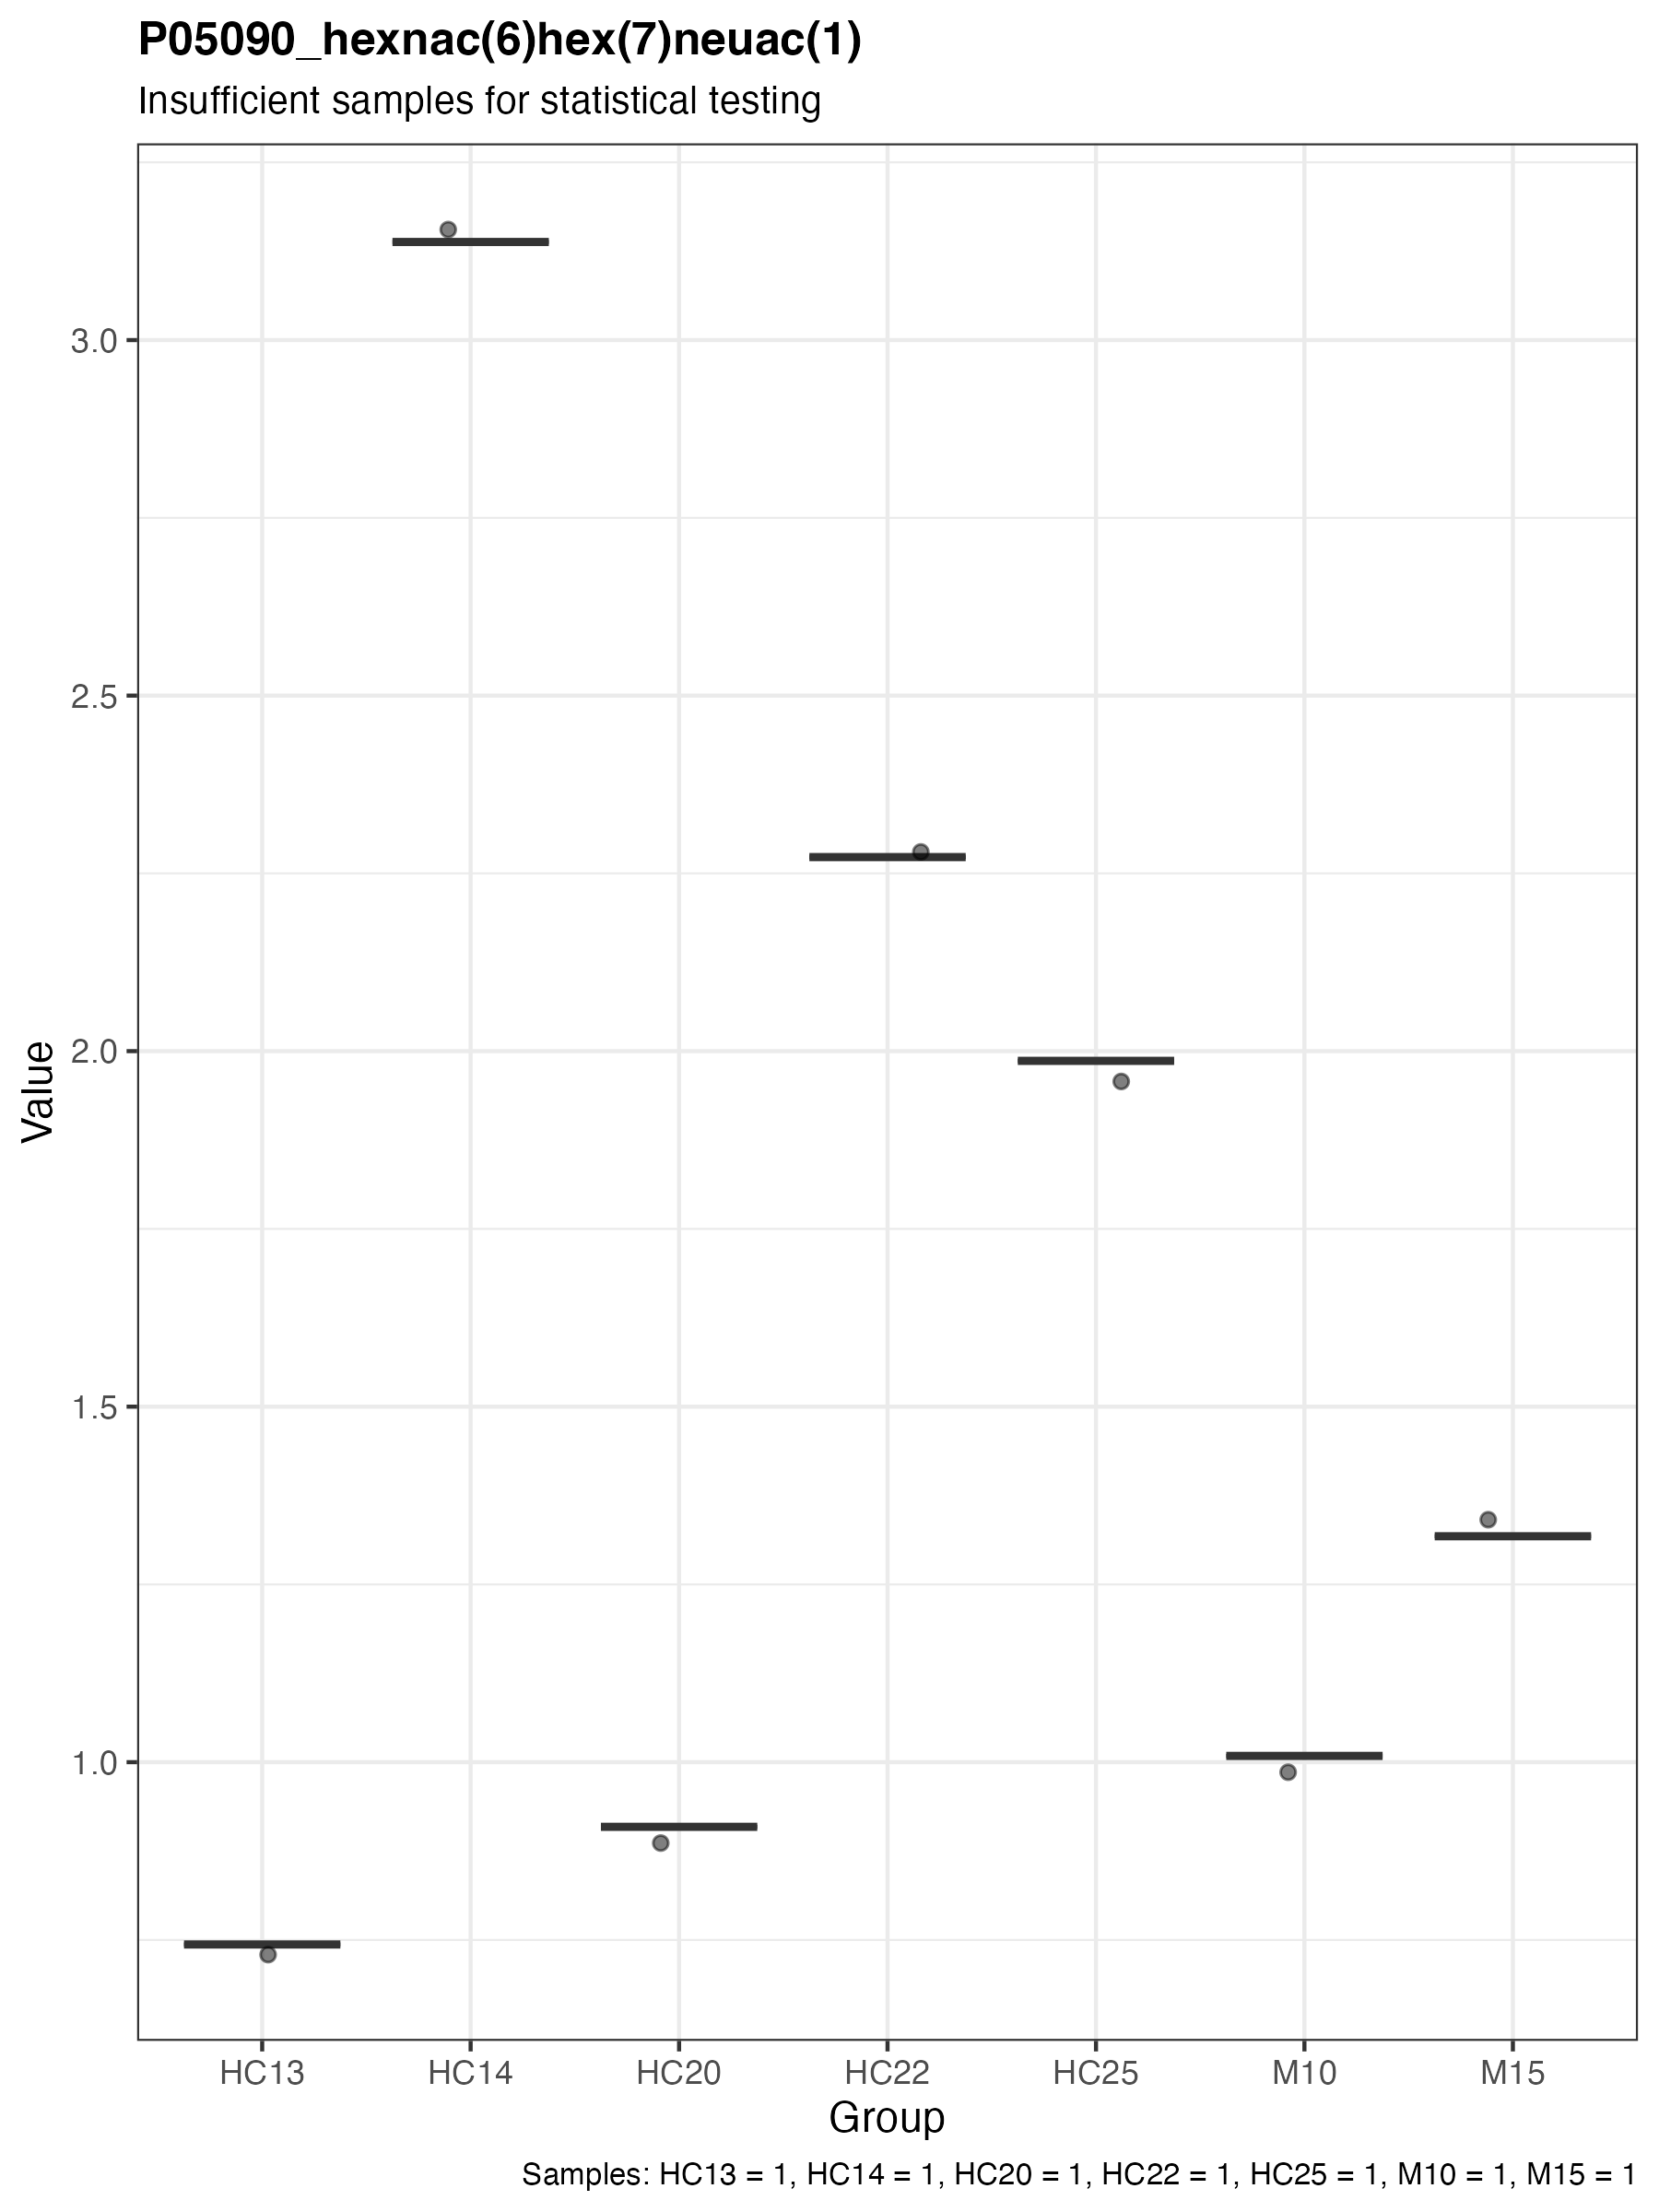 P05090_hexnac(6)hex(7)neuac(1)
Insufficient samples for statistical testing
3.0
2.5
2.0
1.5
1.0
Value
HC13 HC14 HC20 HC22 HC25 M10 M15
Group
Samples: HC13 = 1, HC14 = 1, HC20 = 1, HC22 = 1, HC25 = 1, M10 = 1, M15 = 1